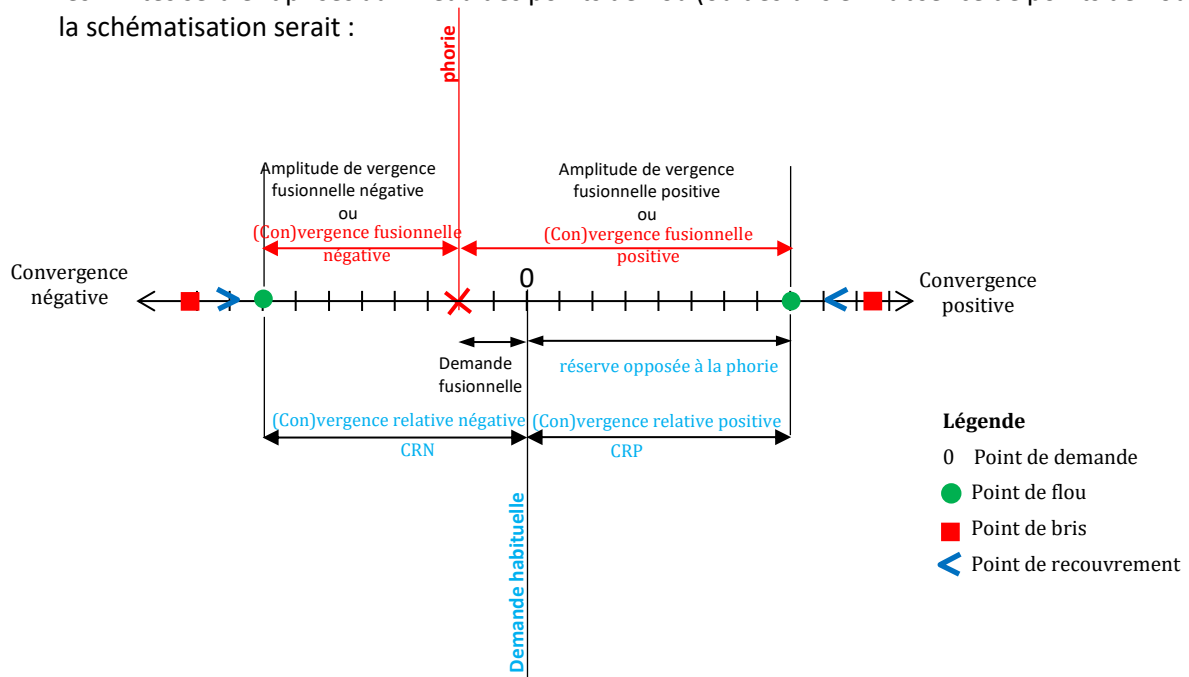 la schématisation serait :
phorie
Amplitude de vergence
fusionnelle négative
ou
(Con)vergence fusionnelle
négative
Amplitude de vergence
fusionnelle positive
ou
(Con)vergence fusionnelle
positive
Convergence
négative
0
Convergence
positive
Demande
fusionnelle
réserve opposée à la phorie
(Con)vergence relative négative
CRN
(Con)vergence relative positive
CRP
Demande habituelle
Légende
0 Point de demande
Point de flou
Point de bris
Point de recouvrement